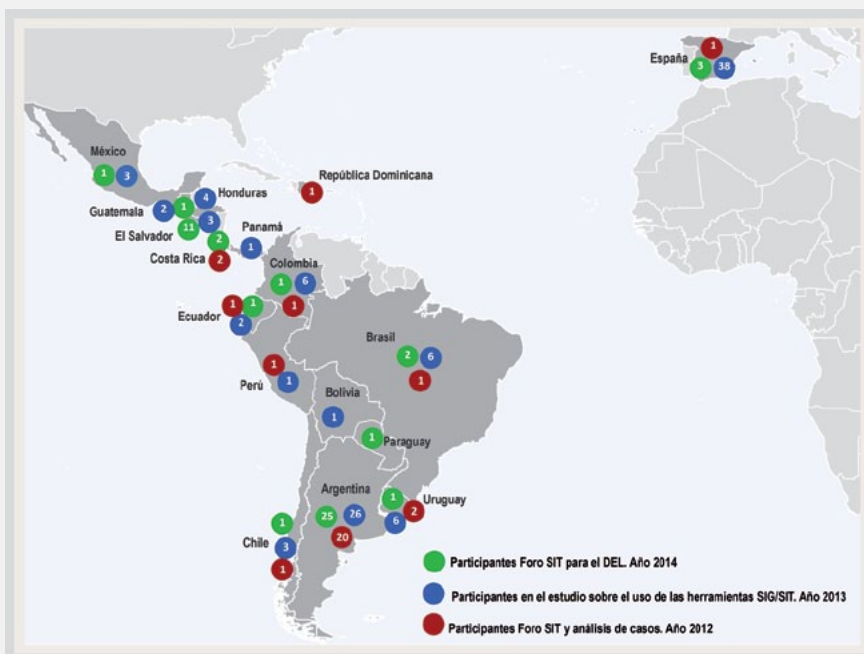 España
1
3 38
México
1 3
República Dominicana
1
Honduras
4
Guatemala
2 1
3
El Salvador
11
Panamá
1
2
Costa Rica
2
Colombia
1 6
1
Ecuador
1 1
2
Brasil
2 6
1
Perú
1
1
Bolivia
1
Paraguay
1
Argentina
25 26
20
Uruguay
1
2
6
Chile
1
3
1
Participantes Foro SIT para el DEL. Año 2014
Participantes en el estudio sobre el uso de las herramientas SIG/SIT. Año 2013
Participantes Foro SIT y análisis de casos. Año 2012